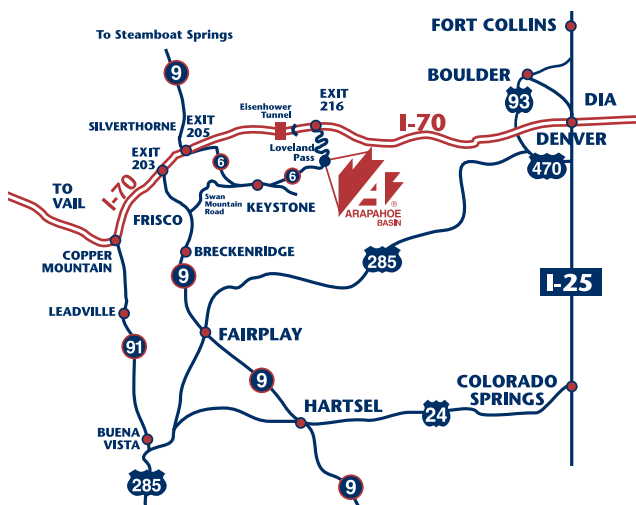 To Steamboat Springs
FORT COLLINS
9
BOULDER
EXIT
216
93
DIA
Eisenhower
Tunnel
EXIT
205
I-70
SILVERTHORNE
DENVER
Loveland
Pass
EXIT
203
6
6
470
TO
VAIL
I-70
Swan
Mountain
Road
KEYSTONE
A
®
ARAPAHOE
BASIN
FRISCO
COPPER
MOUNTAIN
BRECKENRIDGE
285
9
I-25
LEADVILLE
FAIRPLAY
91
9
COLORADO
SPRINGS
HARTSEL
24
BUENA
VISTA
285
9